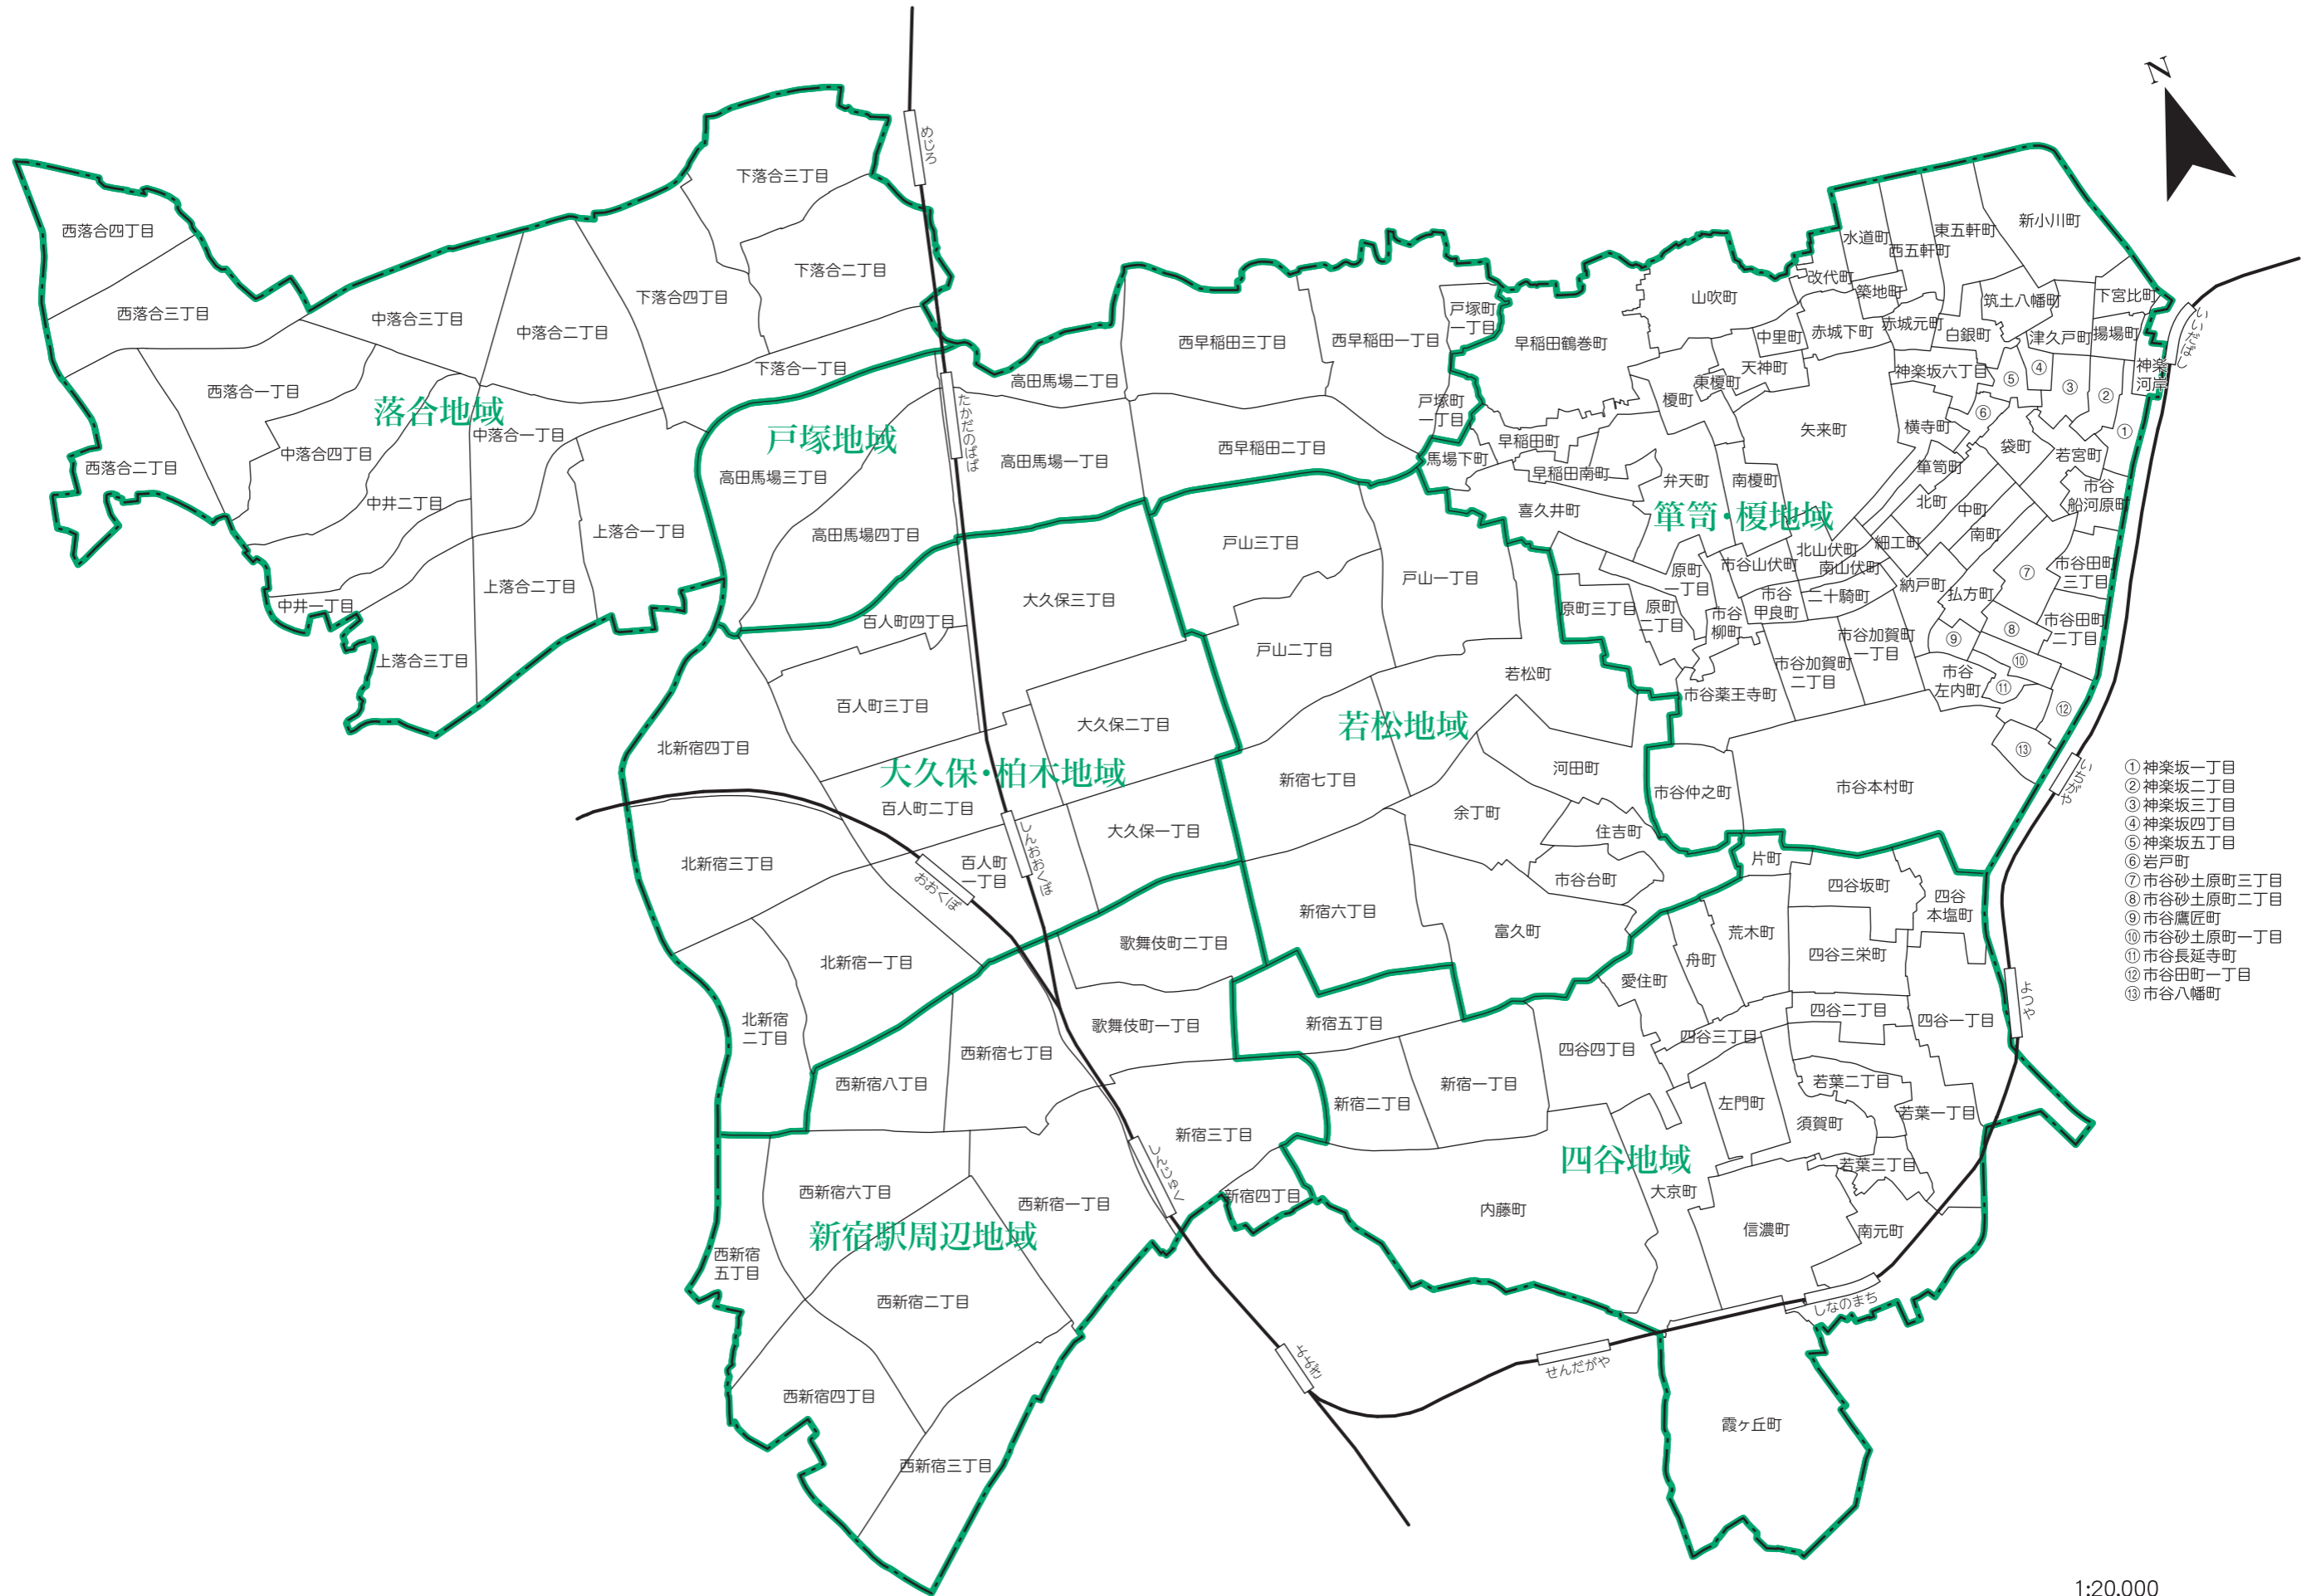 N
めじろ
下落合三丁目
西落合四丁目
下落合二丁目
下落合四丁目
西落合三丁目
中落合三丁目
中落合二丁目
下落合一丁目
西落合一丁目
落合地域
中落合一丁目
中落合四丁目
西落合二丁目
中井二丁目
上落合一丁目
上落合二丁目
中井一丁目
上落合三丁目
戸塚地域
たかだのばば
高田馬場二丁目
高田馬場三丁目
高田馬場一丁目
高田馬場四丁目
西早稲田三丁目
西早稲田一丁目
西早稲田二丁目
戸塚町
一丁目
戸塚町
一丁目
馬場下町
早稲田鶴巻町
早稲田町
早稲田南町
喜久井町
山吹町
水道町
西五軒町
東五軒町
新小川町
改代町
築地町
筑土八幡町
下宮比町
中里町
赤城下町
赤城元町
白銀町
津久戸町
揚場町
天神町
東榎町
榎町
神楽坂六丁目
神楽
河岸
いいだばし
①
②
③
④
⑤
⑥
矢来町
横寺町
袋町
若宮町
弁天町
南榎町
箪笥町
北町
中町
南町
市谷
船河原町
箪笥・榎地域
北山伏町
細工町
南山伏町
市谷山伏町
原町
一丁目
原町
二丁目
原町三丁目
市谷
柳町
市谷
甲良町
二十騎町
納戸町
払方町
⑦
市谷田町
三丁目
市谷田町
二丁目
⑧
⑨
⑩
⑪
⑫
⑬
市谷加賀町
一丁目
市谷加賀町
二丁目
市谷
左内町
市谷薬王寺町
市谷仲之町
市谷本村町
いちがや
戸山三丁目
戸山一丁目
戸山二丁目
若松町
若松地域
新宿七丁目
河田町
余丁町
住吉町
市谷台町
新宿六丁目
富久町
大久保三丁目
百人町四丁目
百人町三丁目
大久保二丁目
北新宿四丁目
大久保・柏木地域
百人町二丁目
大久保一丁目
しんおおくぼ
北新宿三丁目
百人町
一丁目
おおくぼ
北新宿一丁目
北新宿
二丁目
歌舞伎町二丁目
歌舞伎町一丁目
新宿五丁目
西新宿七丁目
西新宿八丁目
新宿三丁目
しんじゅく
新宿四丁目
西新宿六丁目
西新宿一丁目
新宿駅周辺地域
西新宿
五丁目
西新宿二丁目
西新宿四丁目
西新宿三丁目
片町
四谷坂町
四谷
本塩町
荒木町
舟町
愛住町
四谷三栄町
四谷二丁目
四谷一丁目
よつや
四谷三丁目
四谷四丁目
新宿一丁目
新宿二丁目
左門町
若葉二丁目
若葉一丁目
須賀町
若葉三丁目
四谷地域
内藤町
大京町
信濃町
南元町
しなのまち
せんだがや
よよぎ
霞ヶ丘町
①神楽坂一丁目
②神楽坂二丁目
③神楽坂三丁目
④神楽坂四丁目
⑤神楽坂五丁目
⑥岩戸町
⑦市谷砂土原町三丁目
⑧市谷砂土原町二丁目
⑨市谷鷹匠町
⑩市谷砂土原町一丁目
⑪市谷長延寺町
⑫市谷田町一丁目
⑬市谷八幡町
1:20,000